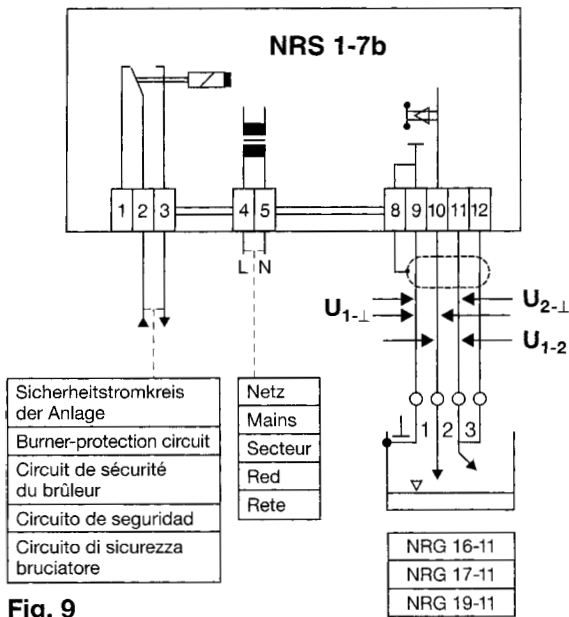 NRS 1-7b
1 2 3
4 5
8 9 10 11 12
L N
U1-⊥
U2-⊥
U1-2
1 2 3
Sicherheitstromkreis
der Anlage
Burner-protection circuit
Circuit de sécurité
du brûleur
Circuito de seguridad
Circuito di sicurezza
bruciatore
Netz
Mains
Secteur
Red
Rete
NRG 16-11
NRG 17-11
NRG 19-11
Fig. 9